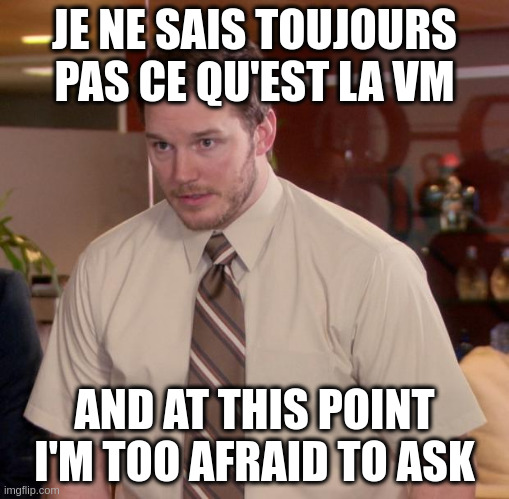 JE NE SAIS TOUJOURS
PAS CE QU'EST LA VM
AND AT THIS POINT
I'M TOO AFRAID TO ASK
imgflip.com